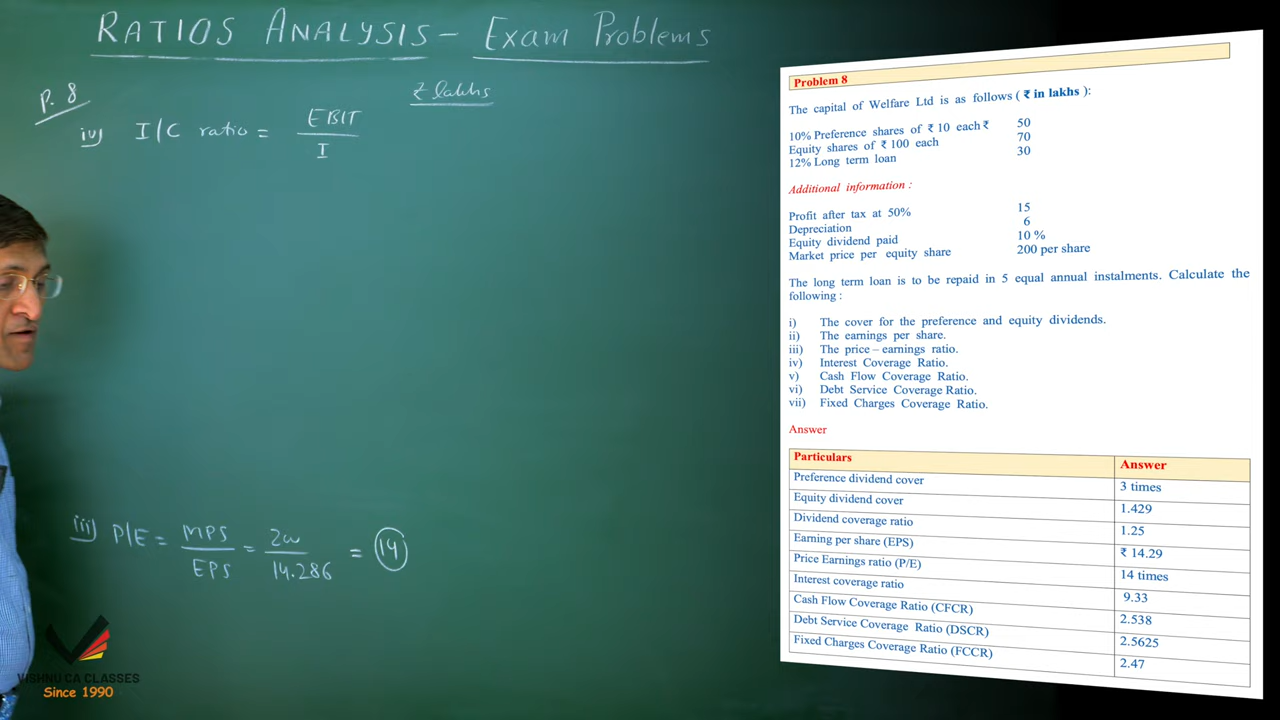 RATIOS ANALYSIS – Exam Problems
₹ lakhs
P. 8
iv) I/C ratio = EBIT
I
iii) P/E = MPS = 200 = 14
EPS 14.286
VISHNU CA CLASSES
Since 1990
Problem 8
The capital of Welfare Ltd is as follows ( ₹ in lakhs ):
10% Preference shares of ₹ 10 each ₹ 50
Equity shares of ₹ 100 each 70
12% Long term loan 30
Additional information :
Profit after tax at 50% 15
Depreciation 6
Equity dividend paid 10 %
Market price per equity share 200 per share
The long term loan is to be repaid in 5 equal annual instalments. Calculate the
following :
i) The cover for the preference and equity dividends.
ii) The earnings per share.
iii) The price – earnings ratio.
iv) Interest Coverage Ratio.
v) Cash Flow Coverage Ratio.
vi) Debt Service Coverage Ratio.
vii) Fixed Charges Coverage Ratio.
Answer
Particulars Answer
Preference dividend cover 3 times
Equity dividend cover 1.429
Dividend coverage ratio 1.25
Earning per share (EPS) ₹ 14.29
Price Earnings ratio (P/E) 14 times
Interest coverage ratio 9.33
Cash Flow Coverage Ratio (CFCR) 2.538
Debt Service Coverage Ratio (DSCR) 2.5625
Fixed Charges Coverage Ratio (FCCR) 2.47